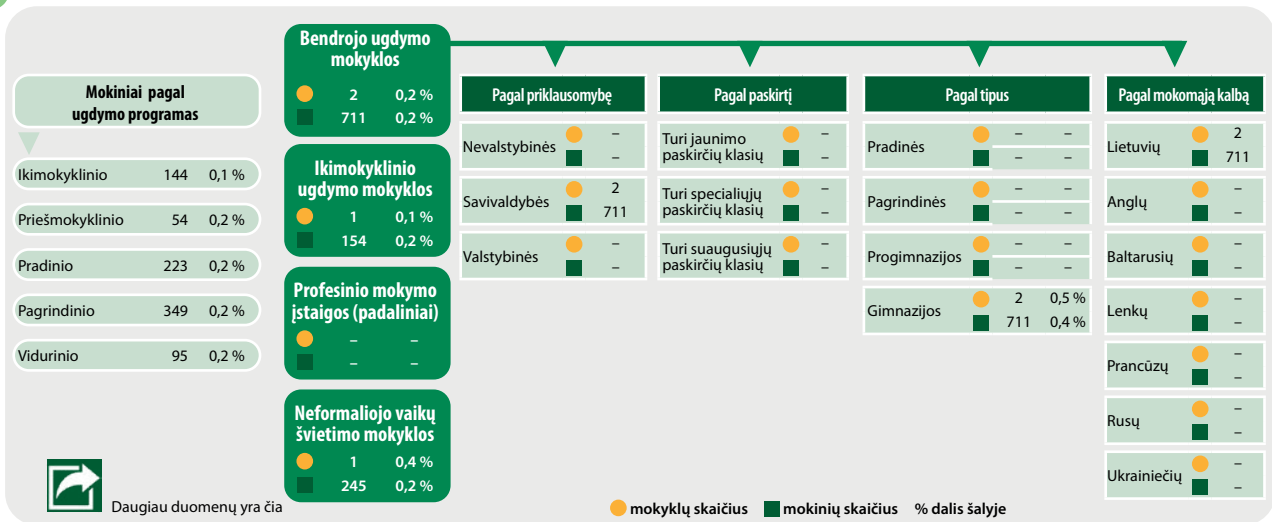 Mokiniai pagal
ugdymo programas
Ikimokyklinio 144 0,1 %
Priešmokyklinio 54 0,2 %
Pradinio 223 0,2 %
Pagrindinio 349 0,2 %
Vidurinio 95 0,2 %
Bendrojo ugdymo
mokyklos
2 0,2 %
711 0,2 %
Ikimokyklinio
ugdymo mokyklos
1 0,1 %
154 0,2 %
Profesinio mokymo
įstaigos (padaliniai)
– –
– –
Neformaliojo vaikų
švietimo mokyklos
1 0,4 %
245 0,2 %
Pagal priklausomybę
Nevalstybinės
–
–
Savivaldybės
2
711
Valstybinės
–
–
Pagal paskirtį
Turi jaunimo
paskirčių klasių
–
–
Turi specialiųjų
paskirčių klasių
–
–
Turi suaugusiųjų
paskirčių klasių
–
–
Pagal tipus
Pradinės
– –
– –
Pagrindinės
– –
– –
Progimnazijos
– –
– –
Gimnazijos
2 0,5 %
711 0,4 %
Pagal mokomąją kalbą
Lietuvių
2
711
Anglų
–
–
Baltarusių
–
–
Lenkų
–
–
Prancūzų
–
–
Rusų
–
–
Ukrainiečių
–
–
Daugiau duomenų yra čia
mokyklų skaičius mokinių skaičius % dalis šalyje